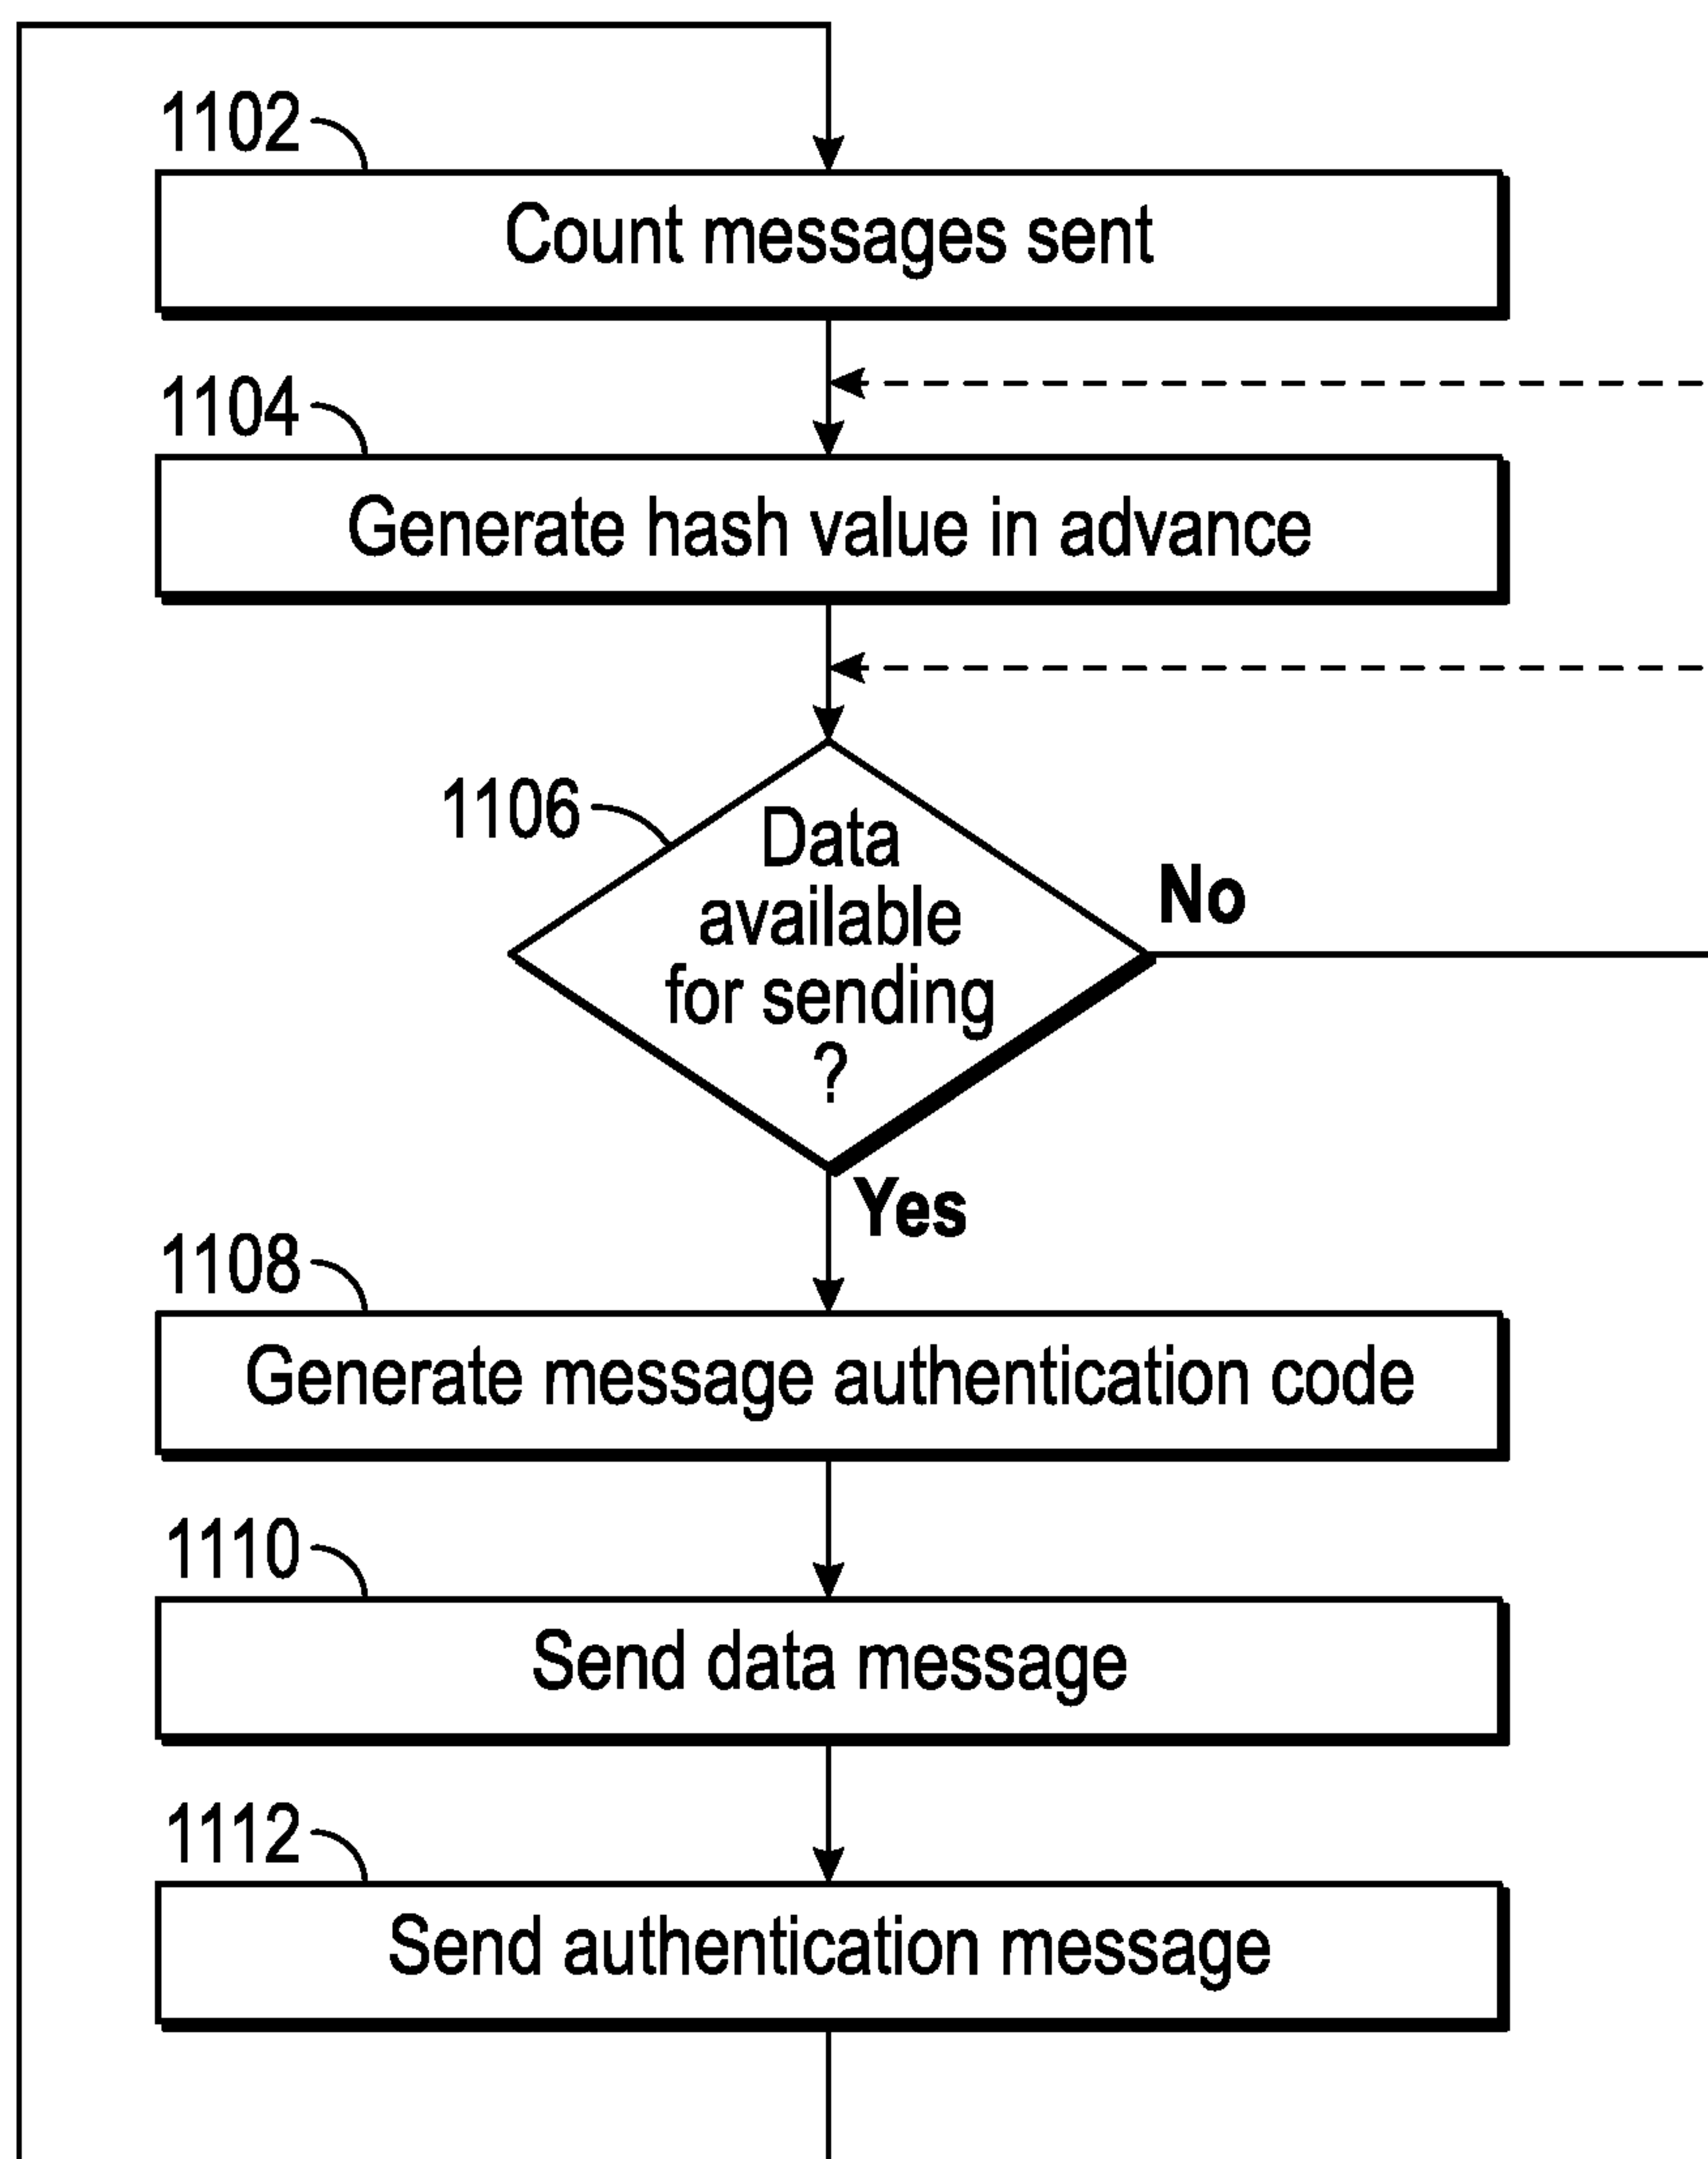 1102
Count messages sent
1104
Generate hash value in advance
1106
Data
available
for sending
?
No
Yes
1108
Generate message authentication code
1110
Send data message
1112
Send authentication message